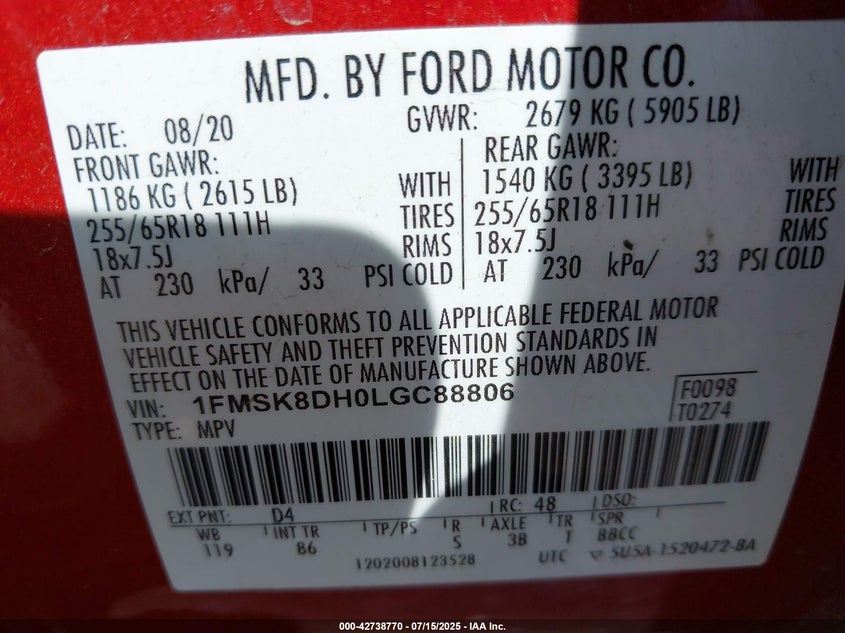 MFD. BY FORD MOTOR CO.
DATE: 08/20 GVWR: 2679 KG ( 5905 LB)
FRONT GAWR: REAR GAWR:
1186 KG ( 2615 LB) WITH 1540 KG ( 3395 LB) WITH
255/65R18 111H TIRES 255/65R18 111H TIRES
18x7.5J RIMS 18x7.5J RIMS
AT 230 kPa/ 33 PSI COLD AT 230 kPa/ 33 PSI COLD
THIS VEHICLE CONFORMS TO ALL APPLICABLE FEDERAL MOTOR
VEHICLE SAFETY AND THEFT PREVENTION STANDARDS IN
EFFECT ON THE DATE OF MANUFACTURE SHOWN ABOVE.
VIN: 1FMSK8DH0LGC88806 F0098
TYPE: MPV T0274
EXT PNT: D4 RC: 48 DSO:
WB INT TR TP/PS R AXLE TR SPR
119 86 S 3B 1 BBCC
1202008123528 UTC ▽ 5U5A-1520472-BA
000-42738770 - 07/15/2025 - IAA Inc.